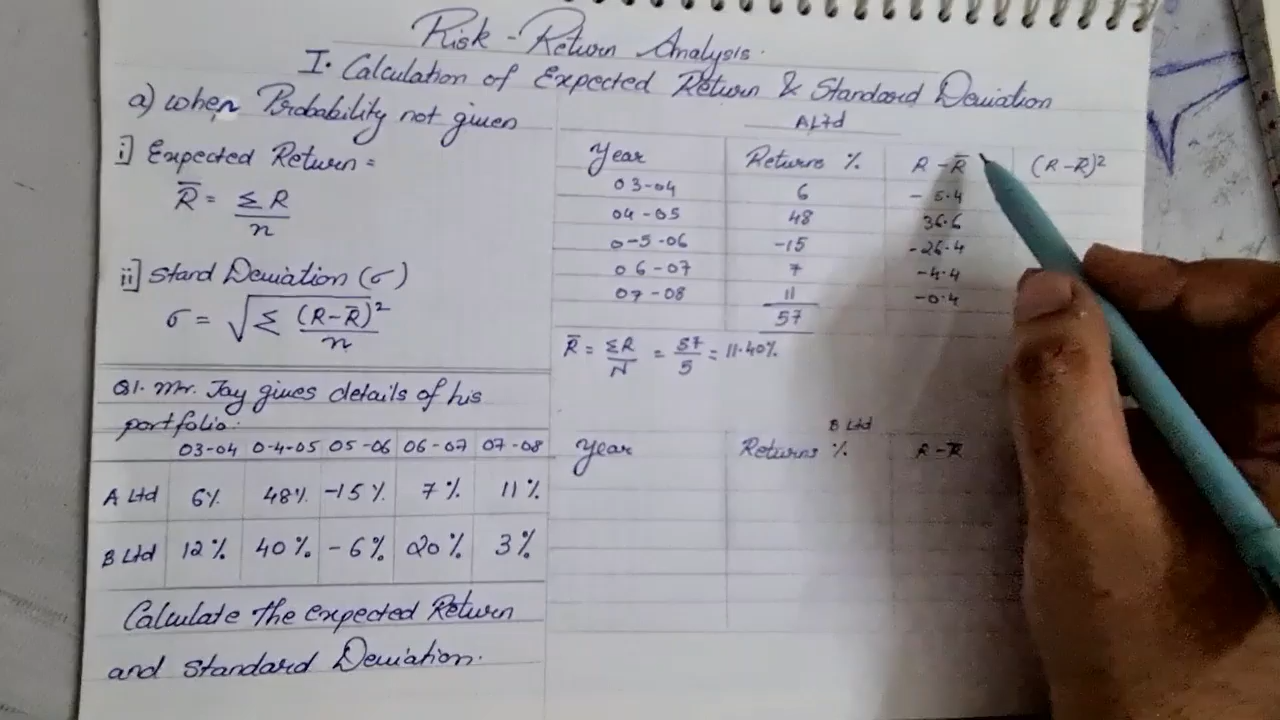 Risk - Return Analysis.
I. Calculation of Expected Return & Standard Deviation
a) when Probability not given
i] Expected Return =
R̅ = ΣR / n
ii] Stand Deviation (σ)
σ = √Σ (R-R̅)² / n
Q1. Mr. Jay gives details of his
portfolio.
03-04 0-4-05 05-06 06-07 07-08
A Ltd 6% 48% -15% 7% 11%
B Ltd 12% 40% -6% 20% 3%
Calculate the expected Return
and Standard Deviation.
A Ltd
Year Returns % R-R̅ (R-R̅)²
03-04 6 -5.4
04-05 48 36.6
0-5-06 -15 -26.4
06-07 7 -4.4
07-08 11 -0.4
57
R̅ = ΣR / N = 57 / 5 = 11.40%
B Ltd
Year Returns % R-R̅